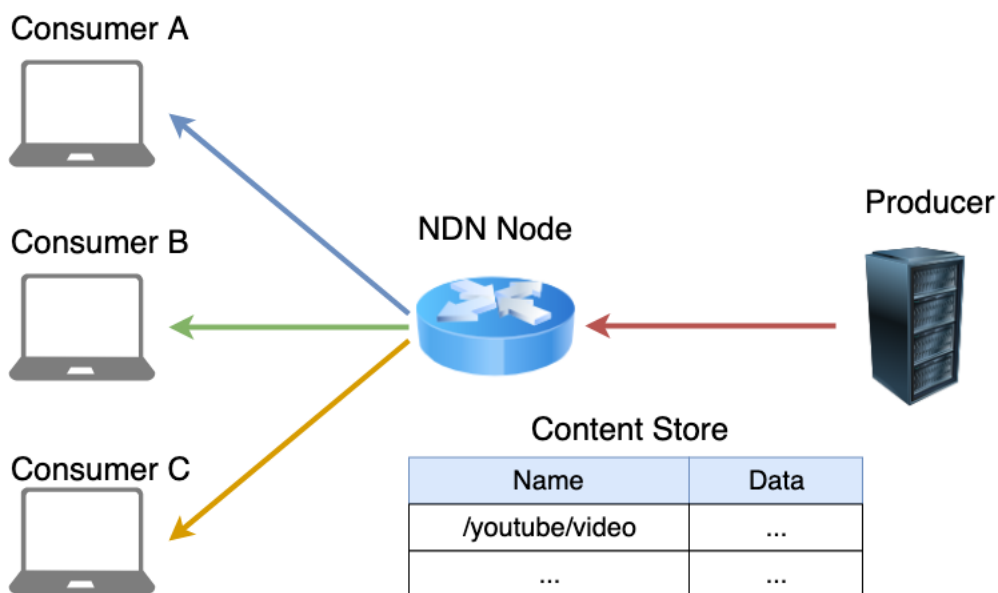 Consumer A
Consumer B
Consumer C
NDN Node
Producer
Content Store
Name Data
/youtube/video ...
... ...